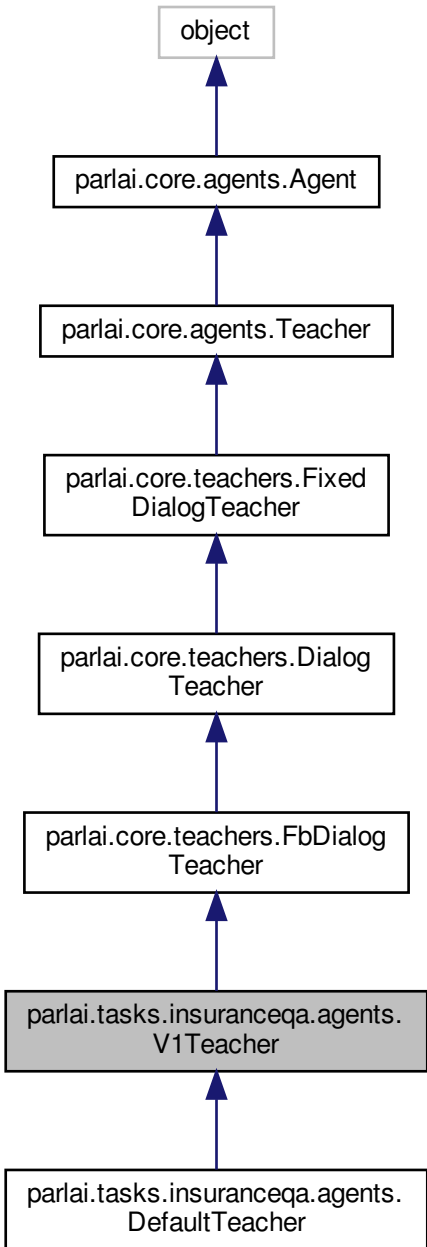 object
parlai.core.agents.Agent
parlai.core.agents.Teacher
parlai.core.teachers.Fixed
DialogTeacher
parlai.core.teachers.Dialog
Teacher
parlai.core.teachers.FbDialog
Teacher
parlai.tasks.insuranceqa.agents.
V1Teacher
parlai.tasks.insuranceqa.agents.
DefaultTeacher